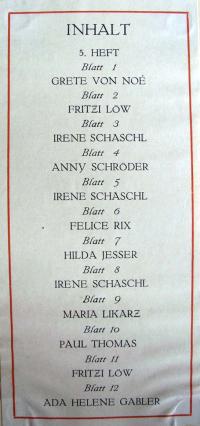 INHALT
5. HEFT
Blatt 1
GRETE VON NOÉ
Blatt 2
FRITZI LÖW
Blatt 3
IRENE SCHASCHL
Blatt 4
ANNY SCHRÖDER
Blatt 5
IRENE SCHASCHL
Blatt 6
FELICE RIX
Blatt 7
HILDA JESSER
Blatt 8
IRENE SCHASCHL
Blatt 9
MARIA LIKARZ
Blatt 10
PAUL THOMAS
Blatt 11
FRITZI LÖW
Blatt 12
ADA HELENE GABLER